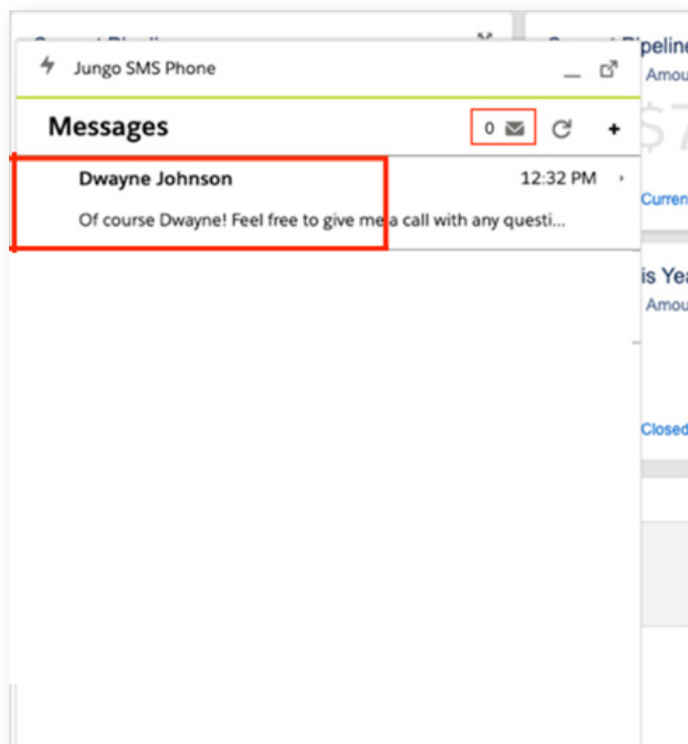 Jungo SMS Phone
Messages
0
Dwayne Johnson
12:32 PM
Of course Dwayne! Feel free to give me a call with any questi...
Amou
$7
Curren
is Yea
Amou
Closed